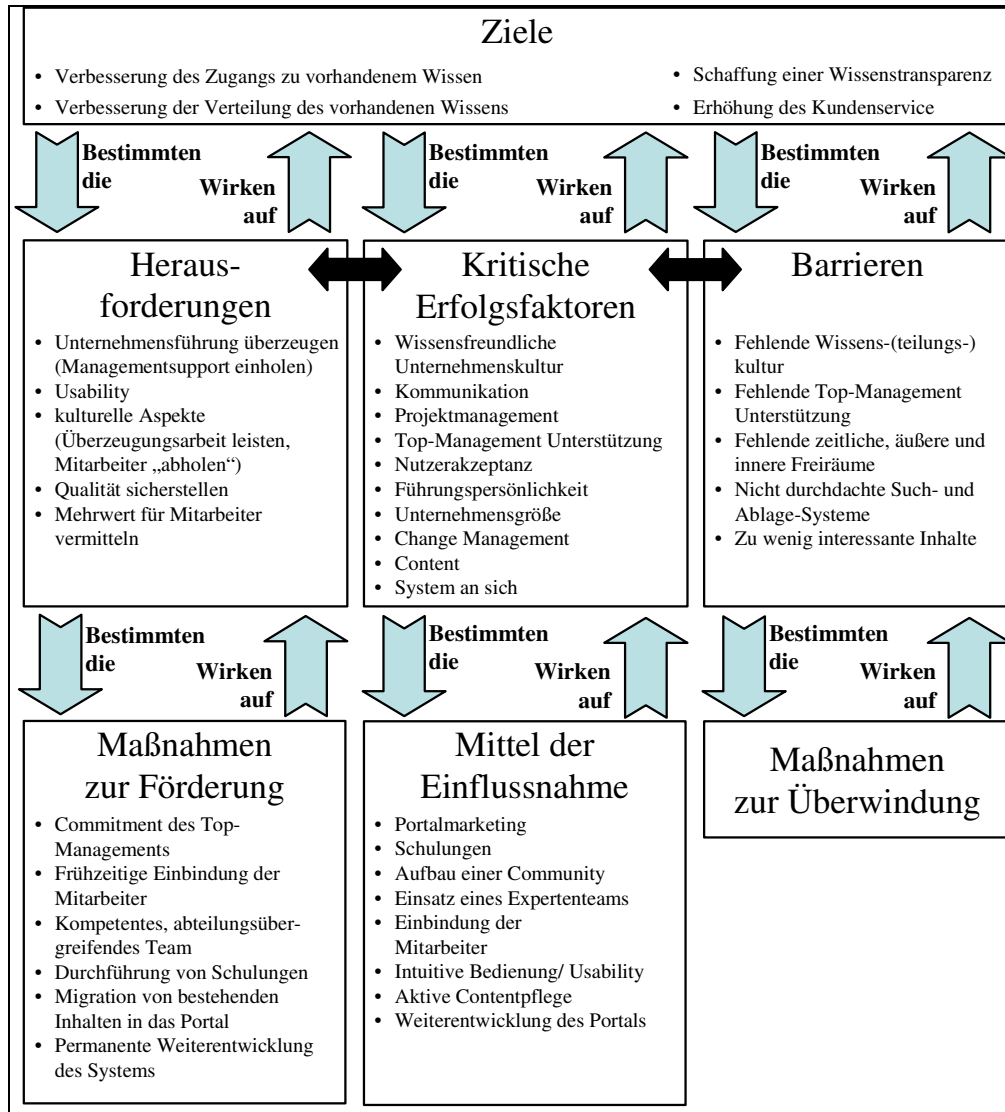 Ziele
• Verbesserung des Zugangs zu vorhandenem Wissen
• Verbesserung der Verteilung des vorhandenen Wissens
• Schaffung einer Wissenstransparenz
• Erhöhung des Kundenservice
Bestimmten
die
Wirken
auf
Bestimmten
die
Wirken
auf
Bestimmten
die
Wirken
auf
Heraus-
forderungen
• Unternehmensführung überzeugen
(Managementsupport einholen)
• Usability
• kulturelle Aspekte
(Überzeugungsarbeit leisten,
Mitarbeiter „abholen“)
• Qualität sicherstellen
• Mehrwert für Mitarbeiter
vermitteln
Kritische
Erfolgsfaktoren
• Wissensfreundliche
Unternehmenskultur
• Kommunikation
• Projektmanagement
• Top-Management Unterstützung
• Nutzerakzeptanz
• Führungspersönlichkeit
• Unternehmensgröße
• Change Management
• Content
• System an sich
Barrieren
• Fehlende Wissens-(teilungs-)
kultur
• Fehlende Top-Management
Unterstützung
• Fehlende zeitliche, äußere und
innere Freiräume
• Nicht durchdachte Such- und
Ablage-Systeme
• Zu wenig interessante Inhalte
Bestimmten
die
Wirken
auf
Bestimmten
die
Wirken
auf
Bestimmten
die
Wirken
auf
Maßnahmen
zur Förderung
• Commitment des Top-
Managements
• Frühzeitige Einbindung der
Mitarbeiter
• Kompetentes, abteilungsüber-
greifendes Team
• Durchführung von Schulungen
• Migration von bestehenden
Inhalten in das Portal
• Permanente Weiterentwicklung
des Systems
Mittel der
Einflussnahme
• Portalmarketing
• Schulungen
• Aufbau einer Community
• Einsatz eines Expertenteams
• Einbindung der
Mitarbeiter
• Intuitive Bedienung/ Usability
• Aktive Contentpflege
• Weiterentwicklung des Portals
Maßnahmen
zur Überwindung